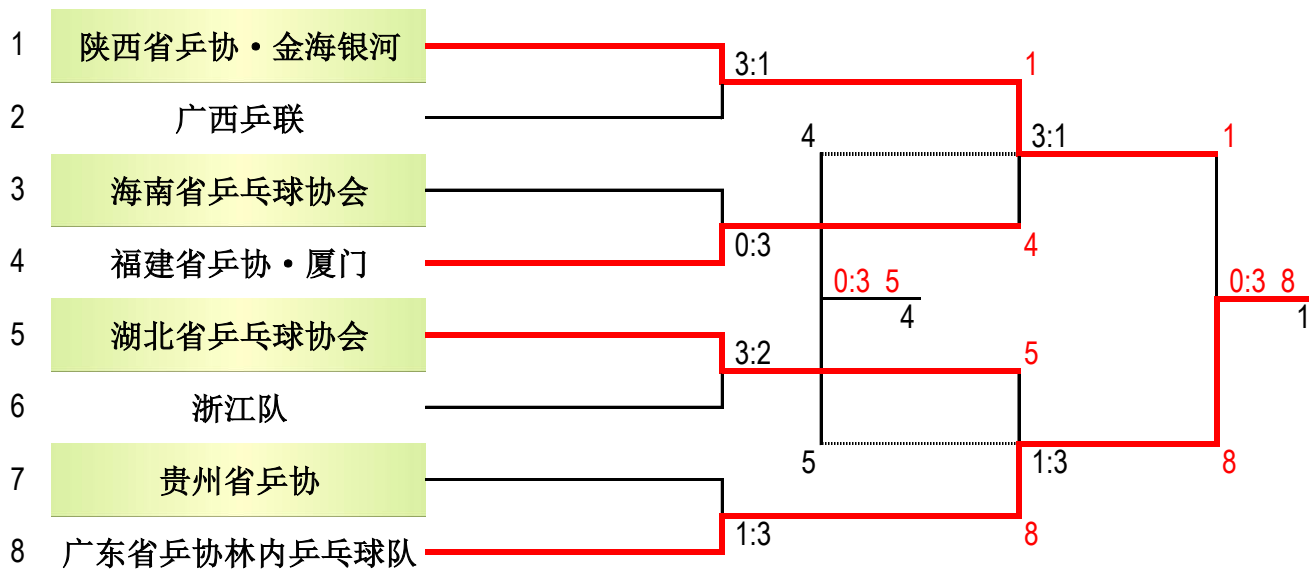 1 陕西省乒协·金海银河
3:1 1
2 广西乒联
4 3:1 1
3 海南省乒乓球协会
0:3 4
4 福建省乒协·厦门
0:3 5 0:3 8
4 1
5 湖北省乒乓球协会
3:2 5
6 浙江队
5 1:3 8
7 贵州省乒协
1:3 8
8 广东省乒协林内乒乓球队